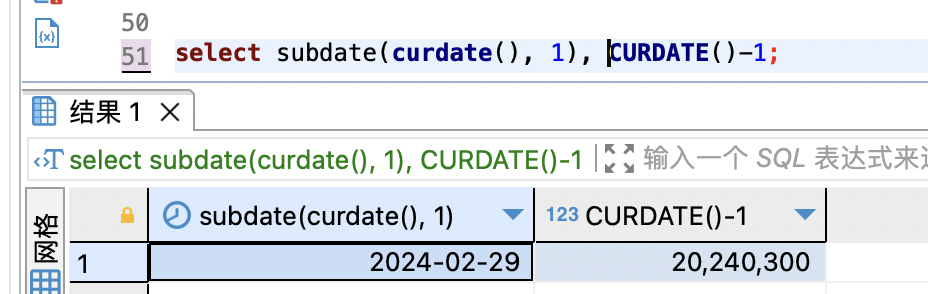 50
51 select subdate(curdate(), 1), CURDATE()-1;
结果 1
select subdate(curdate(), 1), CURDATE()-1 输入一个 SQL 表达式来
网格
subdate(curdate(), 1) 123 CURDATE()-1
1 2024-02-29 20,240,300